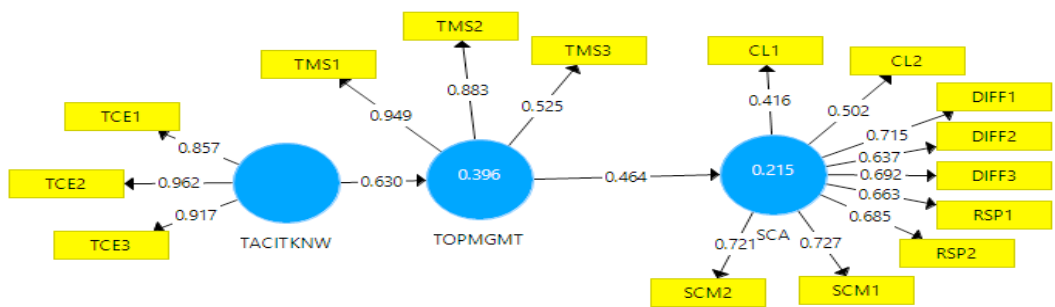 TMS2
CL1
TMS3
CL2
TMS1
0.883
0.416
0.525
0.502
DIFF1
TCE1
0.949
0.715
DIFF2
0.857
0.637
TCE2
0.962
0.630
0.396
0.464
0.215
0.692
DIFF3
0.663
RSP1
0.917
0.685
TCE3
TACITKNW
TOPMGMT
SCA
0.721
0.727
RSP2
SCM2
SCM1